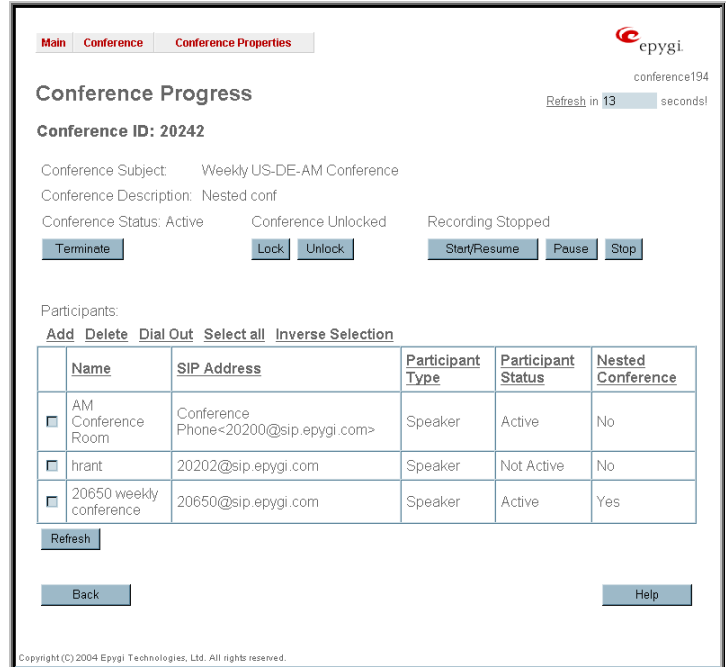 Main Conference Conference Properties
epygi.
conference194
Conference Progress
Refresh in 13 seconds!
Conference ID: 20242
Conference Subject: Weekly US-DE-AM Conference
Conference Description: Nested conf
Conference Status: Active Conference Unlocked Recording Stopped
Terminate Lock Unlock Start/Resume Pause Stop
Participants:
Add Delete Dial Out Select all Inverse Selection
Name SIP Address Participant Type Participant Status Nested Conference
AM Conference Room Conference Phone<20200@sip.epygi.com> Speaker Active No
hrant 20202@sip.epygi.com Speaker Not Active No
20650 weekly conference 20650@sip.epygi.com Speaker Active Yes
Refresh
Back Help
Copyright (C) 2004 Epygi Technologies, Ltd. All rights reserved.